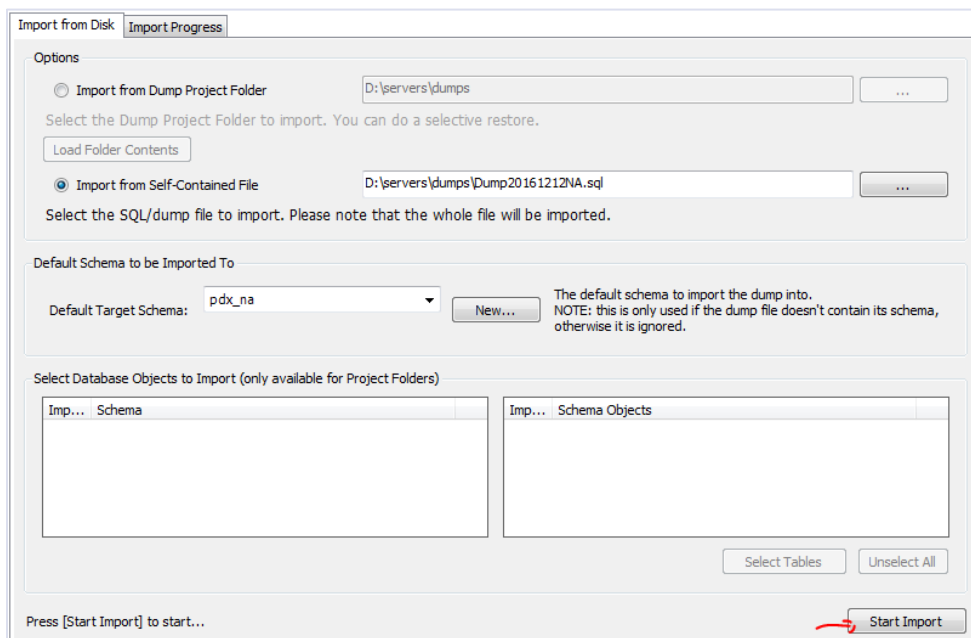 Import from Disk
Import Progress
Options
Import from Dump Project Folder
D:\servers\dumps
...
Select the Dump Project Folder to import. You can do a selective restore.
Load Folder Contents
Import from Self-Contained File
D:\servers\dumps\Dump20161212NA.sql
...
Select the SQL/dump file to import. Please note that the whole file will be imported.
Default Schema to be Imported To
Default Target Schema:
pdx_na
New...
The default schema to import the dump into.
NOTE: this is only used if the dump file doesn't contain its schema,
otherwise it is ignored.
Select Database Objects to Import (only available for Project Folders)
Imp... Schema
Imp... Schema Objects
Select Tables
Unselect All
Press [Start Import] to start...
Start Import